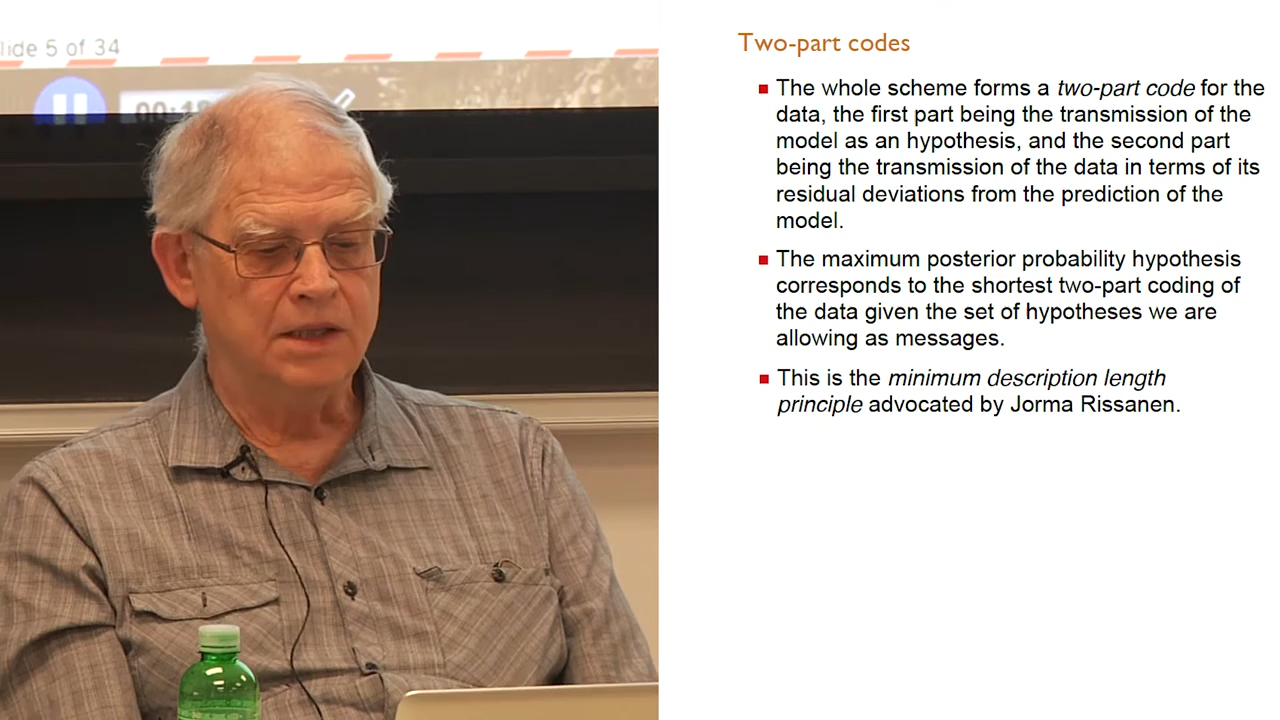 lide 5 of 34
Two-part codes
The whole scheme forms a two-part code for the
data, the first part being the transmission of the
model as an hypothesis, and the second part
being the transmission of the data in terms of its
residual deviations from the prediction of the
model.
The maximum posterior probability hypothesis
corresponds to the shortest two-part coding of
the data given the set of hypotheses we are
allowing as messages.
This is the minimum description length
principle advocated by Jorma Rissanen.